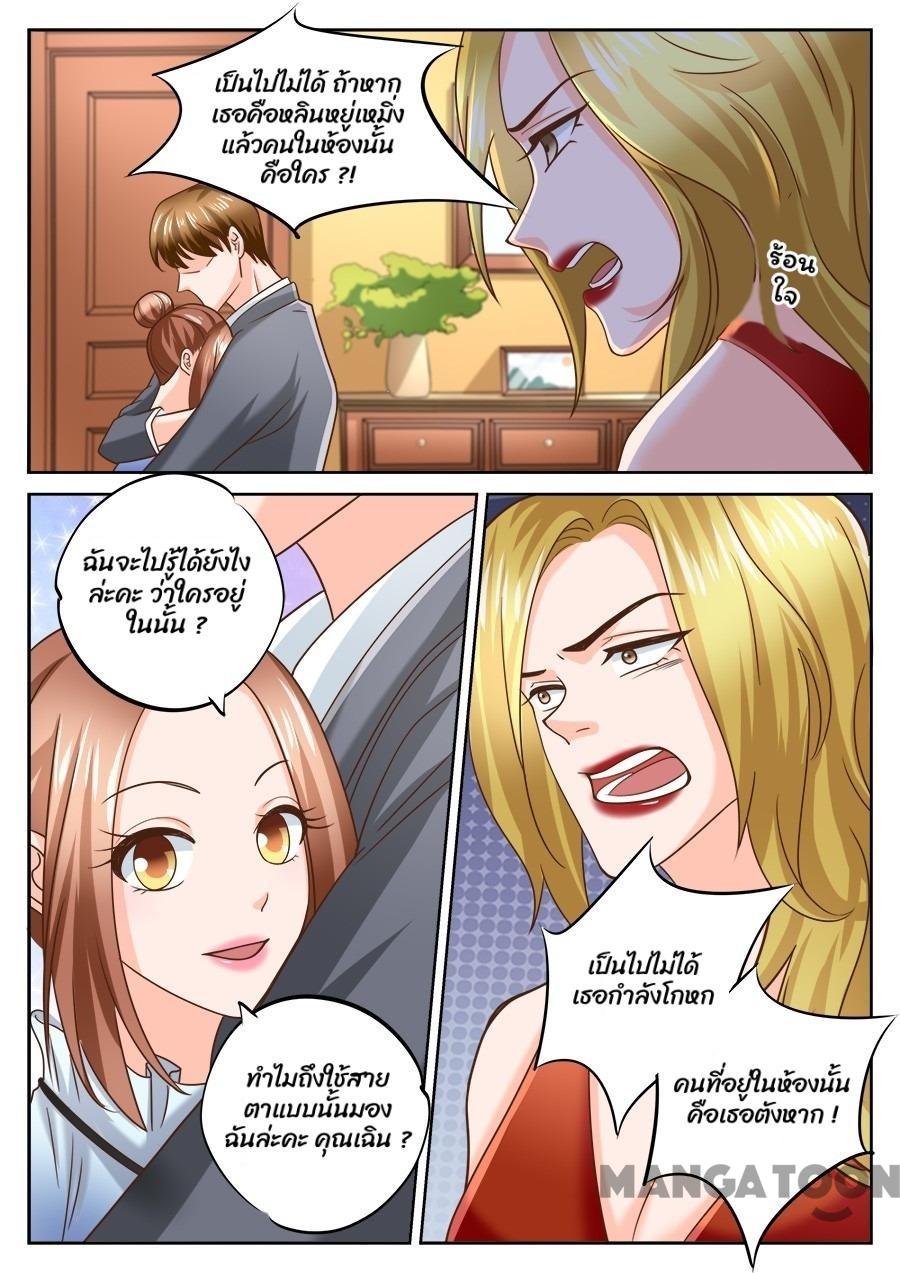 เป็นไปไม่ได้ ถ้าหาก
เธอคือหลินหยู่เหมิ่ง
แล้วคนในห้องนั้น
คือใคร ?!
ร้อน
ใจ
ฉันจะไปรู้ได้ยังไง
ล่ะคะ ว่าใครอยู่
ในนั้น ?
ทำไมถึงใช้สาย
ตาแบบนั้นมอง
ฉันล่ะคะ คุณเฉิน ?
เป็นไปไม่ได้
เธอกำลังโกหก
คนที่อยู่ในห้องนั้น
คือเธอตังหาก !
MANGATOON